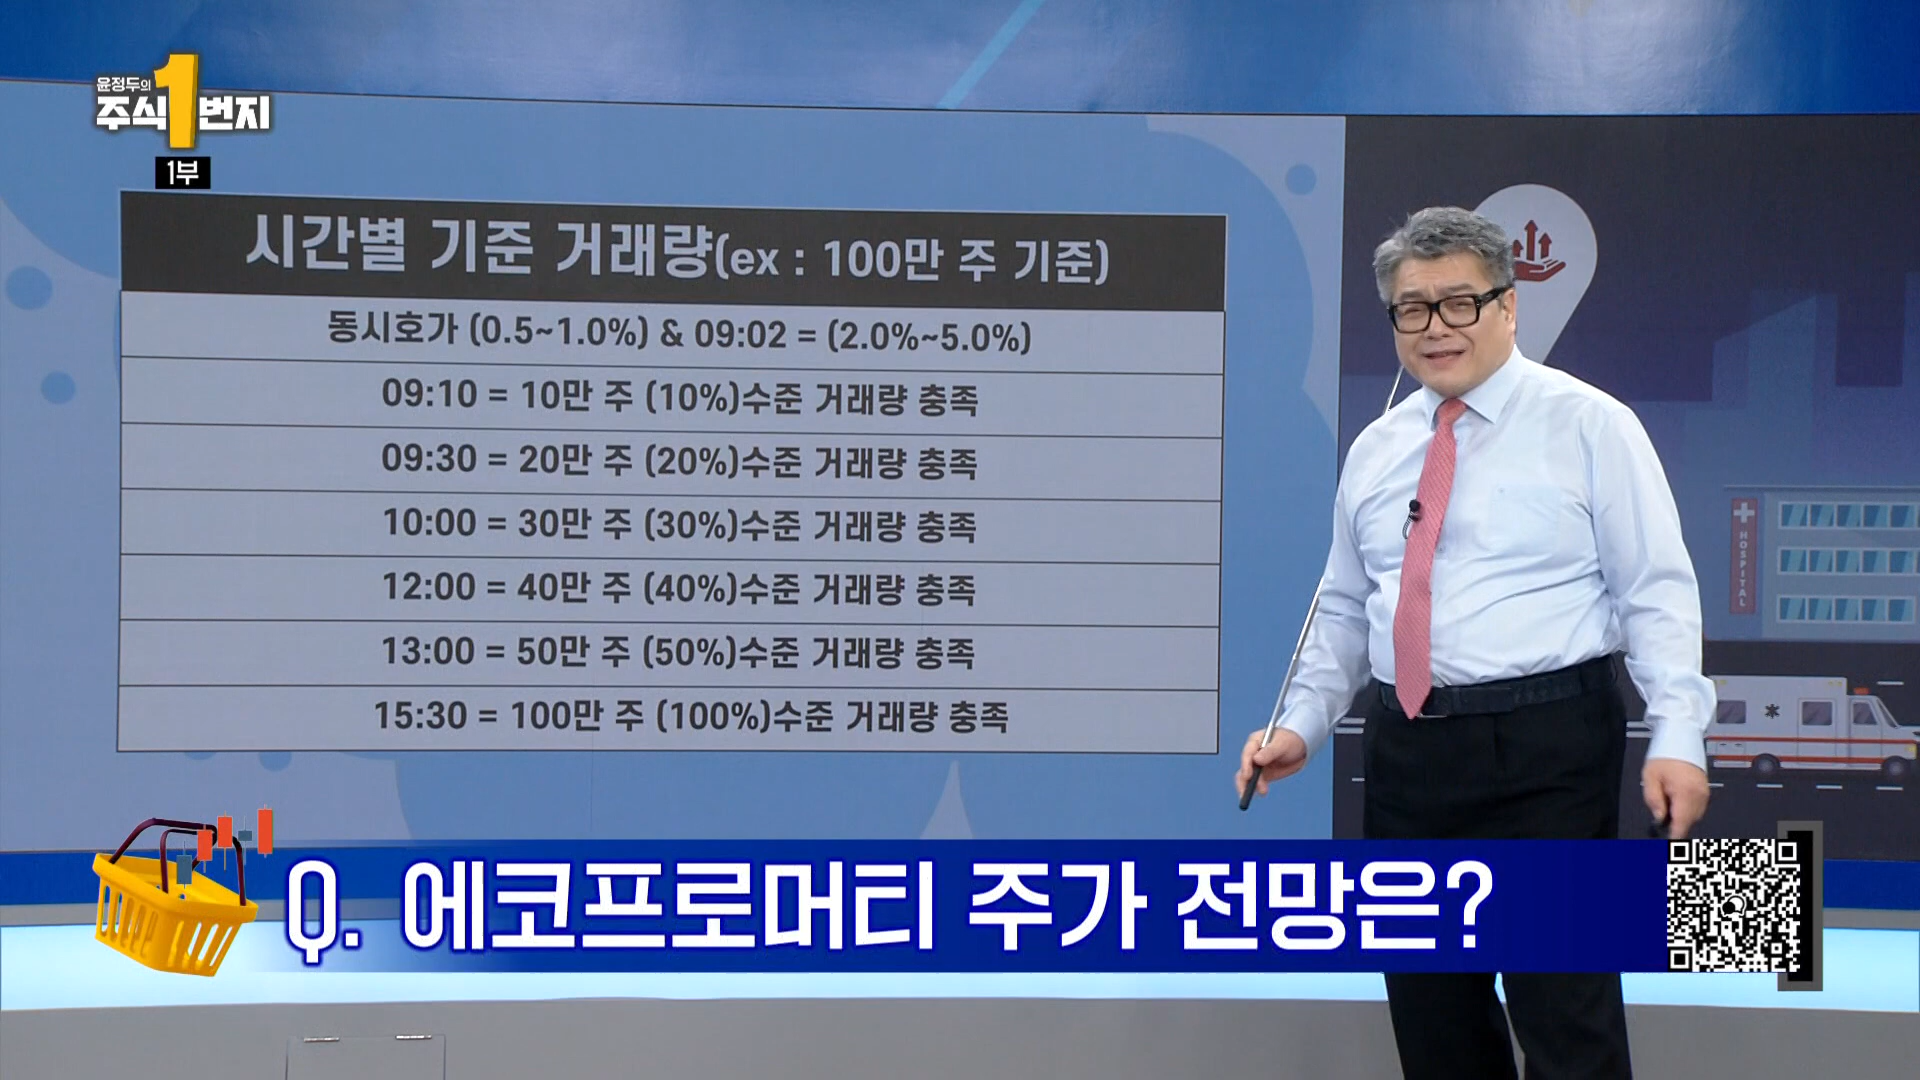 윤정두의
주식1번지
1부
시간별 기준 거래량(ex : 100만 주 기준)
동시호가 (0.5~1.0%) & 09:02 = (2.0%~5.0%)
09:10 = 10만 주 (10%)수준 거래량 충족
09:30 = 20만 주 (20%)수준 거래량 충족
10:00 = 30만 주 (30%)수준 거래량 충족
12:00 = 40만 주 (40%)수준 거래량 충족
13:00 = 50만 주 (50%)수준 거래량 충족
15:30 = 100만 주 (100%)수준 거래량 충족
HOSPITAL
Q. 에코프로머티 주가 전망은?